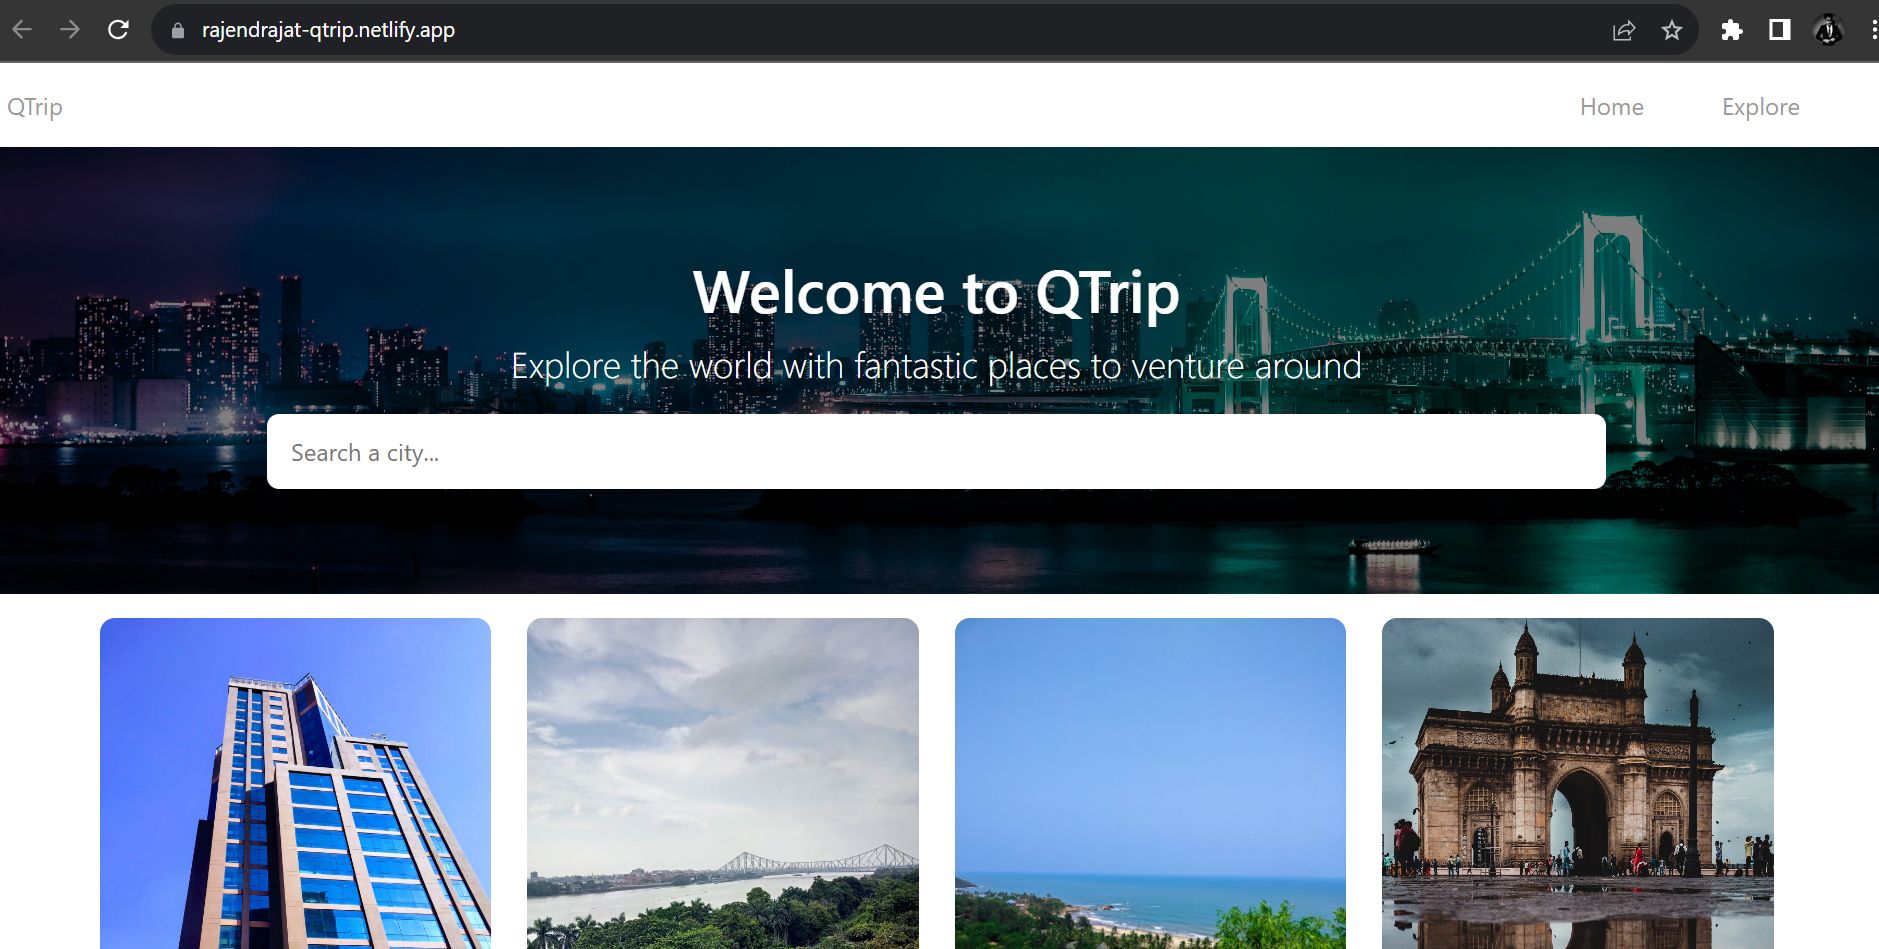 rajendrajat-qtrip.netlify.app
QTrip
Home
Explore
Welcome to QTrip
Explore the world with fantastic places to venture around
Search a city...